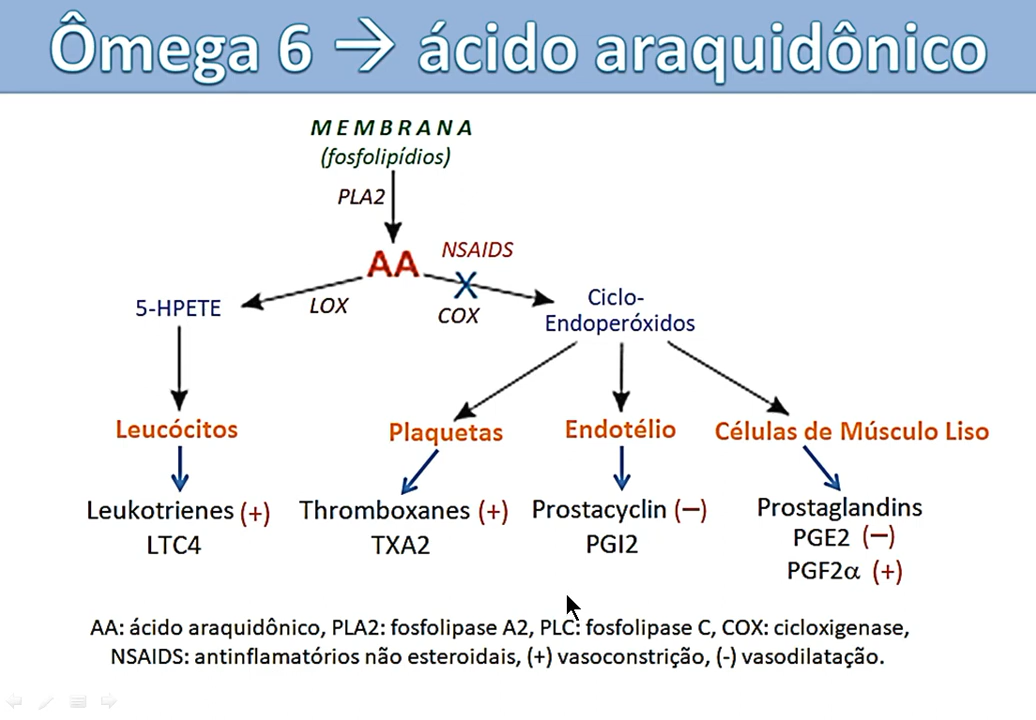 Ômega 6 → ácido araquidônico
MEMBRANA
(fosfolipídios)
PLA2
AA
NSAIDS
LOX
COX
5-HPETE
Ciclo-
Endoperóxidos
Leucócitos
Plaquetas
Endotélio
Células de Músculo Liso
Leukotrienes (+)
LTC4
Thromboxanes (+)
TXA2
Prostacyclin (−)
PGI2
Prostaglandins
PGE2 (−)
PGF2α (+)
AA: ácido araquidônico, PLA2: fosfolipase A2, PLC: fosfolipase C, COX: cicloxigenase,
NSAIDS: antinflamatórios não esteroidais, (+) vasoconstrição, (-) vasodilatação.